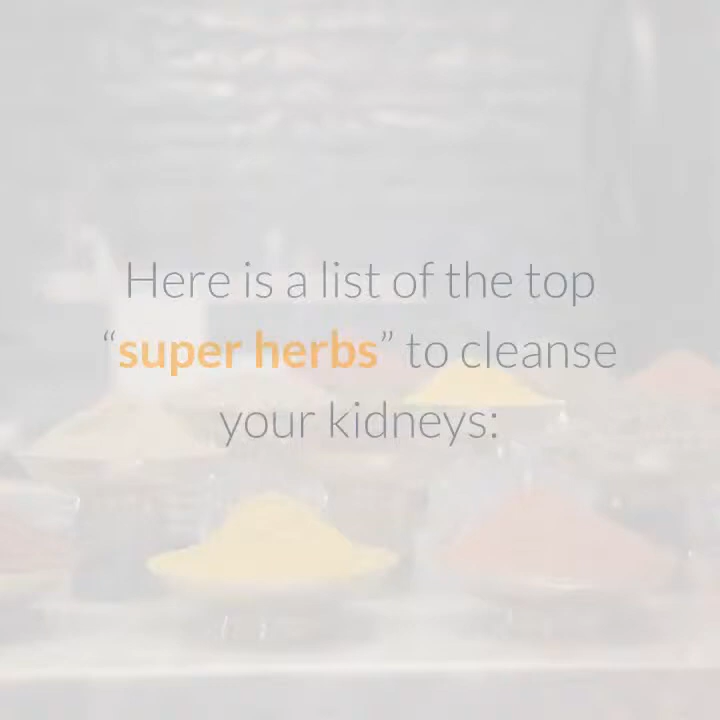 Here is a list of the top
“super herbs” to cleanse
your kidneys: